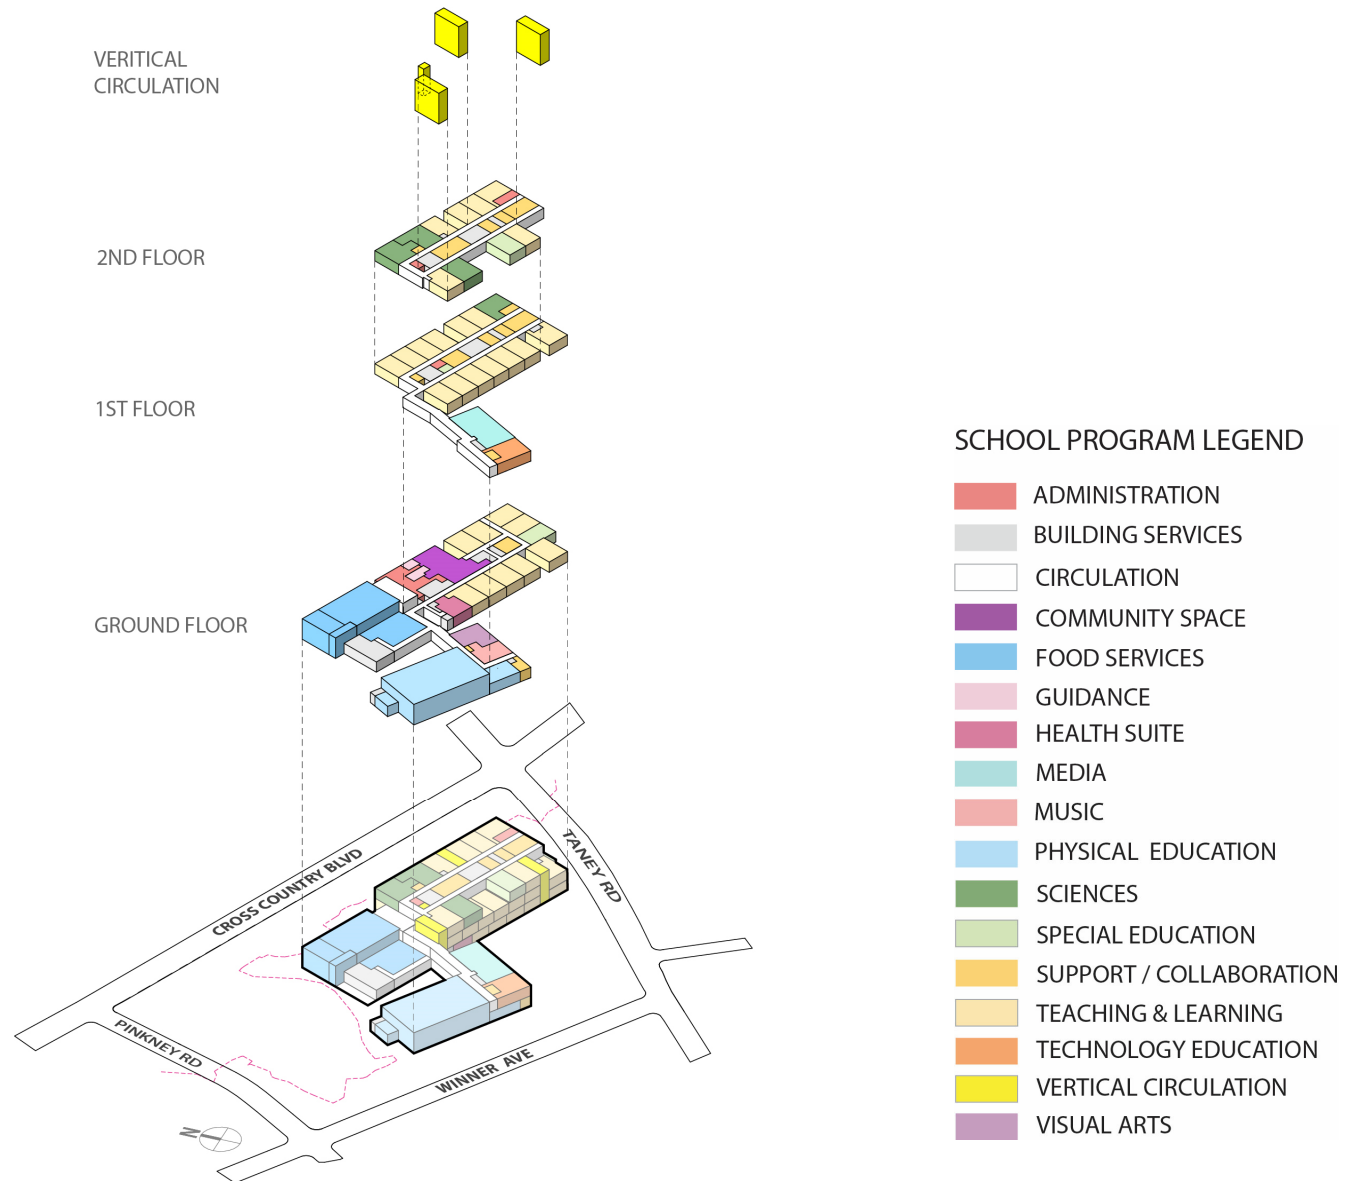 VERITICAL
CIRCULATION
2ND FLOOR
1ST FLOOR
GROUND FLOOR
CROSS COUNTRY BLVD
TANEY RD
PINKNEY RD
WINNER AVE
N
SCHOOL PROGRAM LEGEND
ADMINISTRATION
BUILDING SERVICES
CIRCULATION
COMMUNITY SPACE
FOOD SERVICES
GUIDANCE
HEALTH SUITE
MEDIA
MUSIC
PHYSICAL EDUCATION
SCIENCES
SPECIAL EDUCATION
SUPPORT / COLLABORATION
TEACHING & LEARNING
TECHNOLOGY EDUCATION
VERTICAL CIRCULATION
VISUAL ARTS